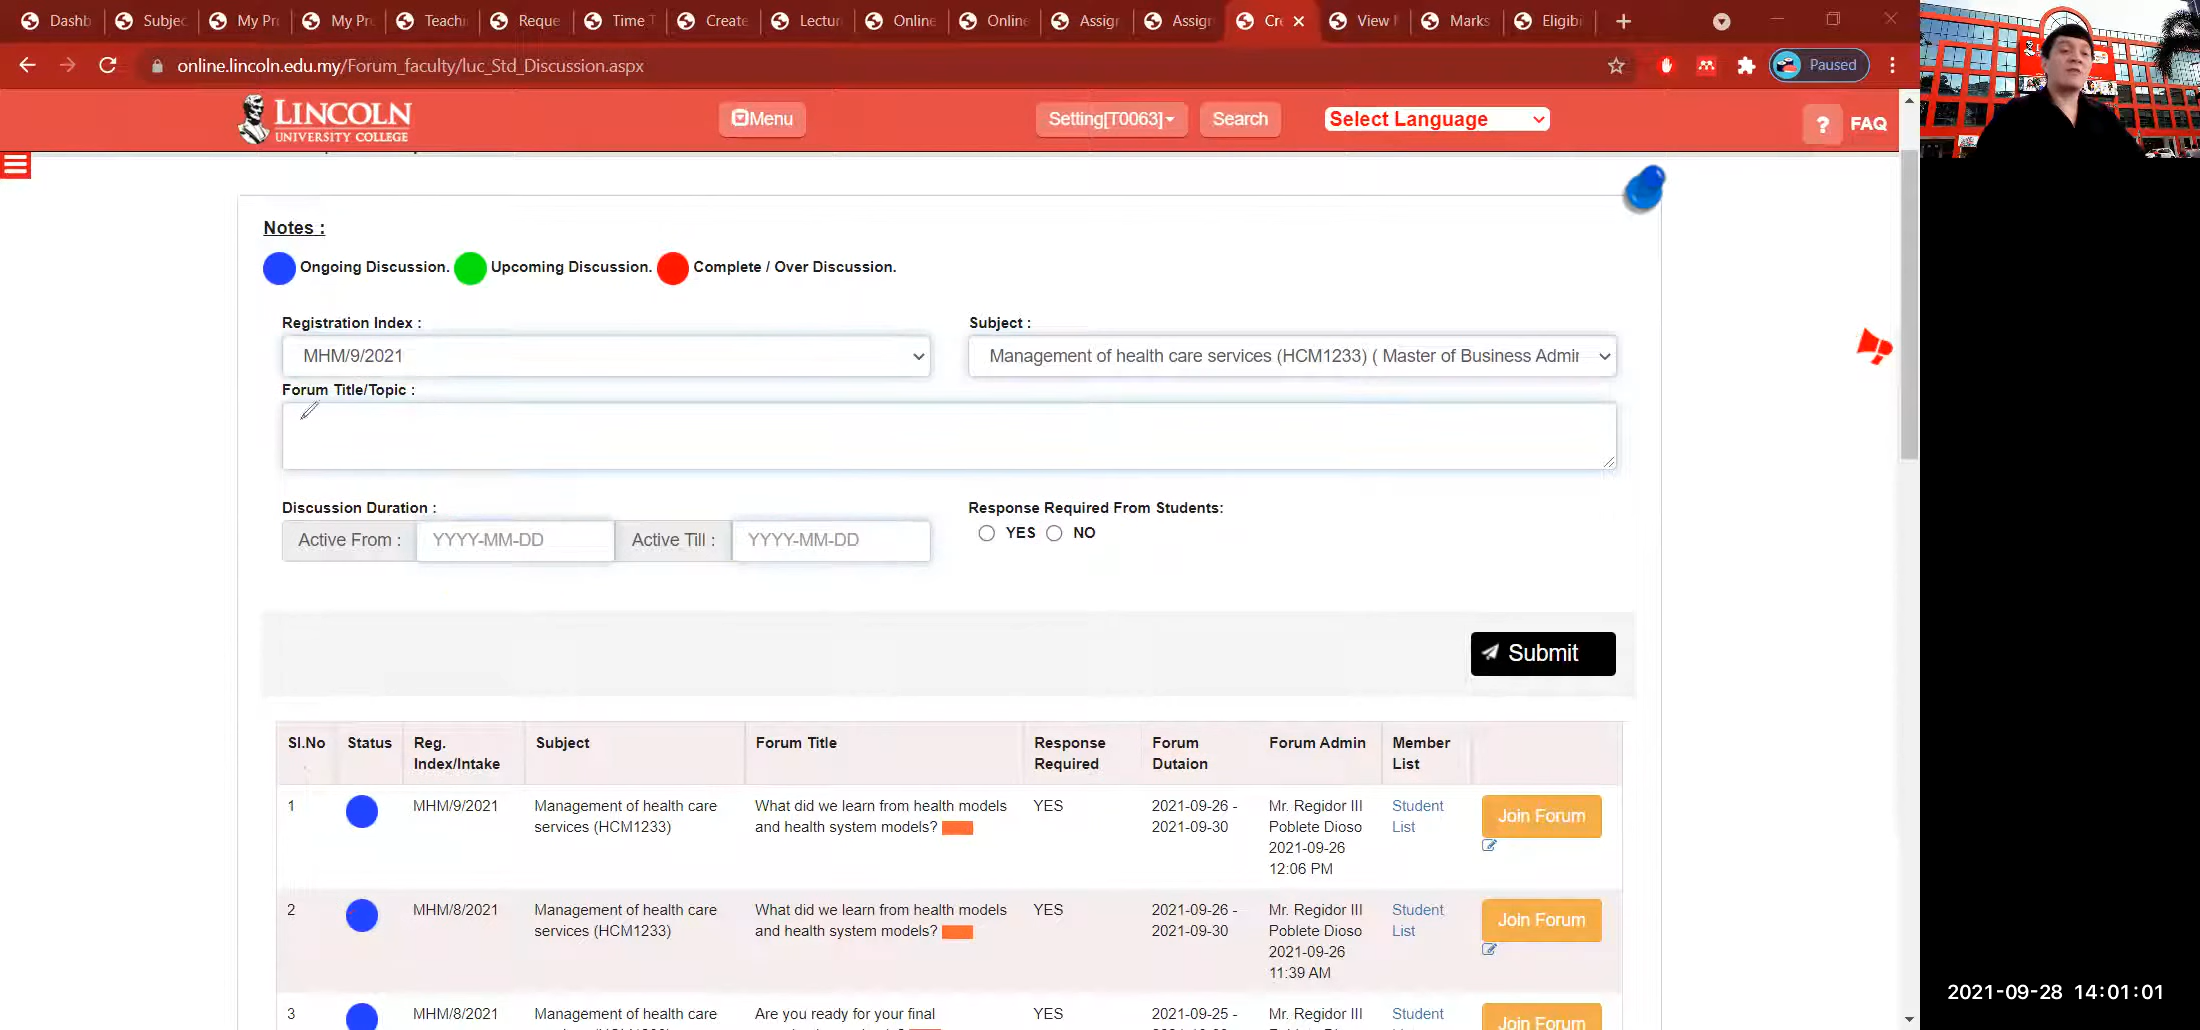 Dashb
Subjec
My Pr
My Pr
Teachi
Reque
Time T
Create
Lectur
Online
Online
Assign
Assign
Cr
View
Marks
Eligibi
online.lincoln.edu.my/Forum_faculty/luc_Std_Discussion.aspx
Paused
LINCOLN
UNIVERSITY COLLEGE
Menu
Setting[T0063]
Search
Select Language
? FAQ
Notes :
Ongoing Discussion. Upcoming Discussion. Complete / Over Discussion.
Registration Index :
Subject :
MHM/9/2021
Management of health care services (HCM1233) ( Master of Business Admir
Forum Title/Topic :
Discussion Duration :
Response Required From Students:
Active From : YYYY-MM-DD Active Till : YYYY-MM-DD
YES NO
Submit
Sl.No
Status
Reg.
Index/Intake
Subject
Forum Title
Response
Required
Forum
Dutaion
Forum Admin
Member
List
1
MHM/9/2021
Management of health care
services (HCM1233)
What did we learn from health models
and health system models?
YES
2021-09-26 -
2021-09-30
Mr. Regidor III
Poblete Dioso
2021-09-26
12:06 PM
Student
List
Join Forum
2
MHM/8/2021
Management of health care
services (HCM1233)
What did we learn from health models
and health system models?
YES
2021-09-26 -
2021-09-30
Mr. Regidor III
Poblete Dioso
2021-09-26
11:39 AM
Student
List
Join Forum
3
MHM/8/2021
Management of health care
Are you ready for your final
YES
2021-09-25 -
Mr. Regidor III
Student
Join Forum
2021-09-28 14:01:01